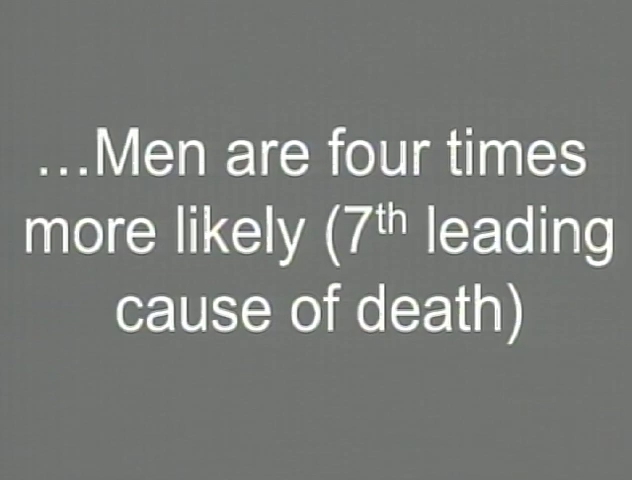 …Men are four times
more likely (7th leading
cause of death)